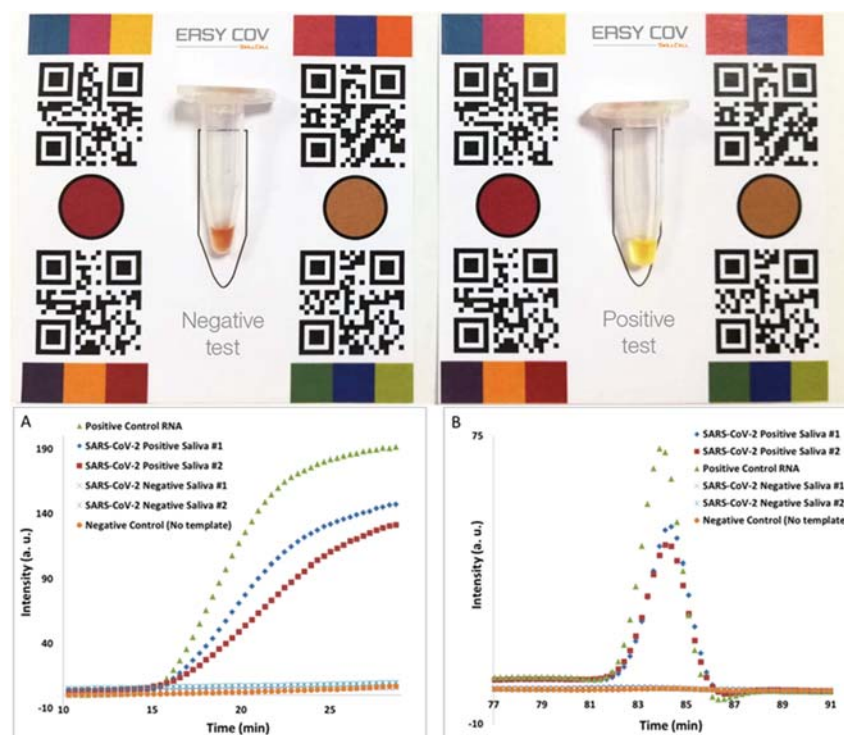 EASY COV
SKILLCELL
EASY COV
SKILLCELL
Negative
test
Positive
test
A
Positive Control RNA
SARS-CoV-2 Positive Saliva #1
SARS-CoV-2 Positive Saliva #2
SARS-CoV-2 Negative Saliva #1
SARS-CoV-2 Negative Saliva #2
Negative Control (No template)
190
140
90
40
-10
10
15
20
25
Intensity (a. u.)
Time (min)
B
SARS-CoV-2 Positive Saliva #1
SARS-CoV-2 Positive Saliva #2
Positive Control RNA
SARS-CoV-2 Negative Saliva #1
SARS-CoV-2 Negative Saliva #2
Negative Control (No template)
75
-10
77
79
81
83
85
87
89
91
Intensity (a. u.)
Time (min)